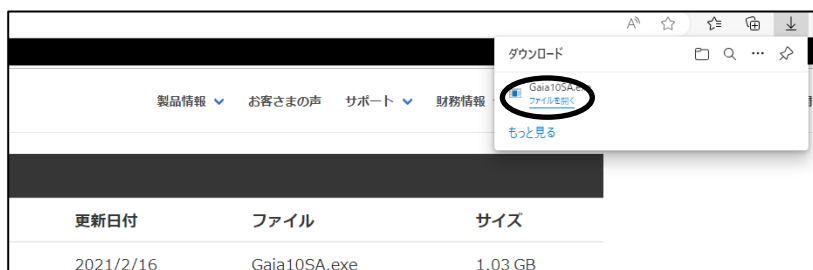 A
ダウンロード
Gaia10SA.exe
ファイルを開く
もっと見る
製品情報 お客さまの声 サポート 財務情報
更新日付 ファイル サイズ
2021/2/16 Gaia10SA.exe 1.03 GB